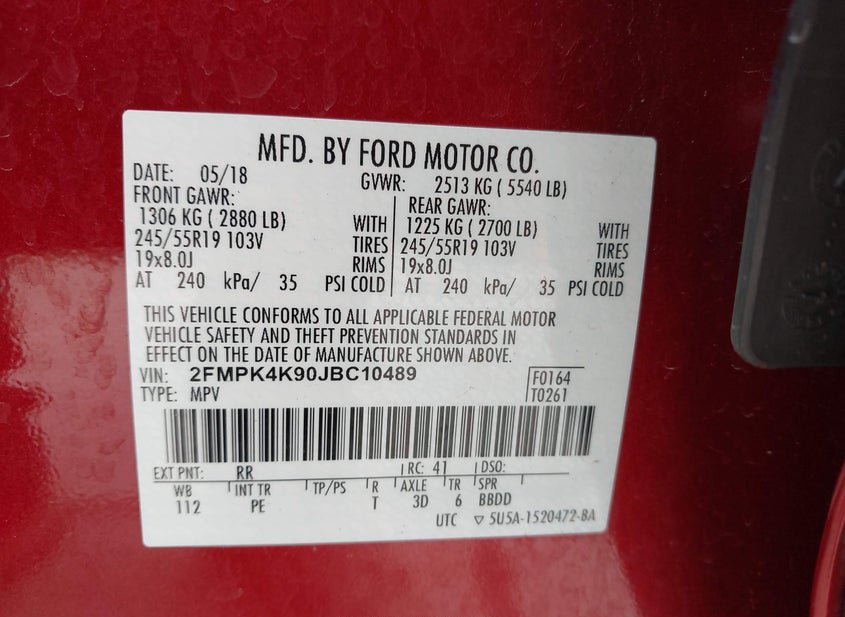 MFD. BY FORD MOTOR CO.
DATE: 05/18 GVWR: 2513 KG ( 5540 LB)
FRONT GAWR: REAR GAWR:
1306 KG ( 2880 LB) WITH 1225 KG ( 2700 LB) WITH
245/55R19 103V TIRES 245/55R19 103V TIRES
19x8.0J RIMS 19x8.0J RIMS
AT 240 kPa/ 35 PSI COLD AT 240 kPa/ 35 PSI COLD
THIS VEHICLE CONFORMS TO ALL APPLICABLE FEDERAL MOTOR
VEHICLE SAFETY AND THEFT PREVENTION STANDARDS IN
EFFECT ON THE DATE OF MANUFACTURE SHOWN ABOVE.
VIN: 2FMPK4K90JBC10489 F0164
TYPE: MPV T0261
EXT PNT: RR RC: 41 DSO:
WB INT TR TP/PS R AXLE TR SPR
112 PE T 3D 6 BBDD
UTC ▽ 5U5A-1520472-BA